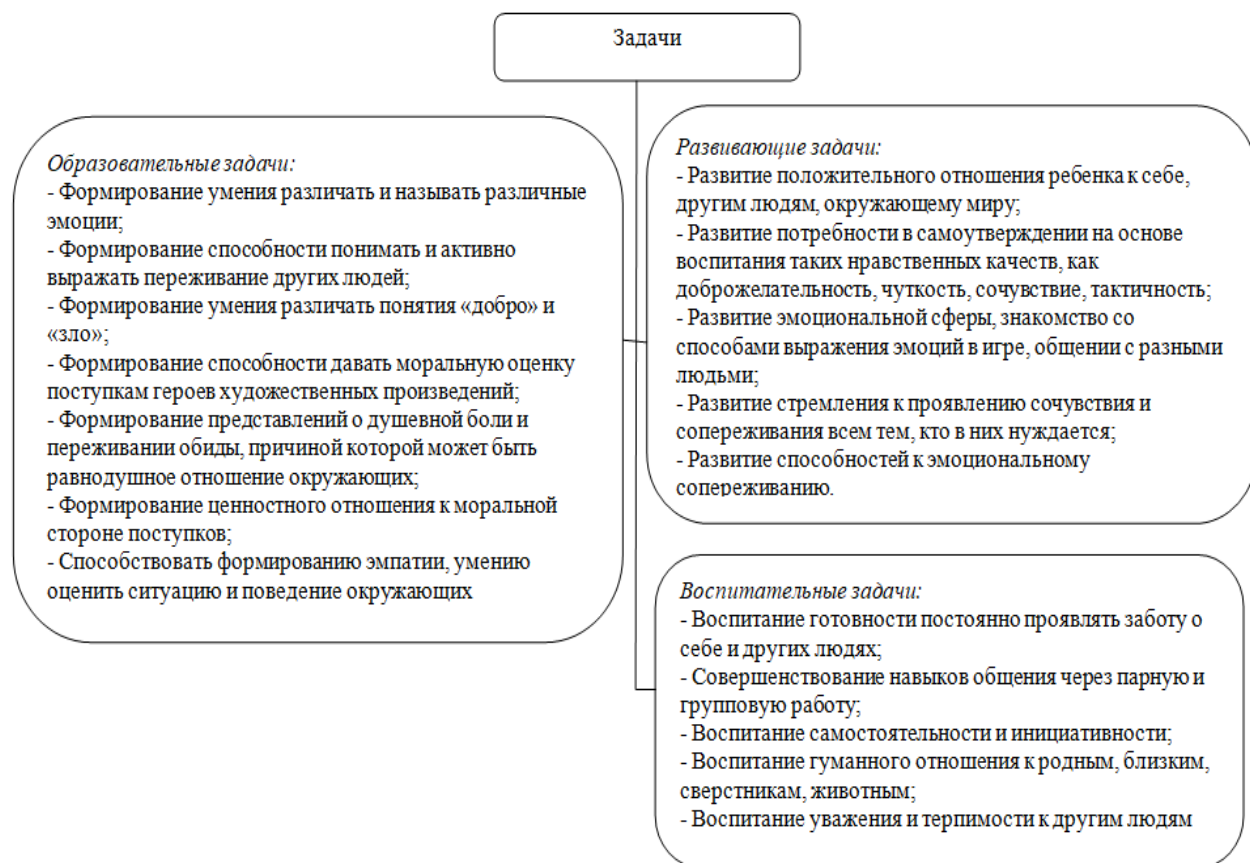 Задачи
Образовательные задачи:
- Формирование умения различать и называть различные
эмоции;
- Формирование способности понимать и активно
выражать переживание других людей;
- Формирование умения различать понятия «добро» и
«зло»;
- Формирование способности давать моральную оценку
поступкам героев художественных произведений;
- Формирование представлений о душевной боли и
переживании обиды, причиной которой может быть
равнодушное отношение окружающих;
- Формирование ценностного отношения к моральной
стороне поступков;
- Способствовать формированию эмпатии, умению
оценить ситуацию и поведение окружающих
Развивающие задачи:
- Развитие положительного отношения ребенка к себе,
другим людям, окружающему миру;
- Развитие потребности в самоутверждении на основе
воспитания таких нравственных качеств, как
доброжелательность, чуткость, сочувствие, тактичность;
- Развитие эмоциональной сферы, знакомство со
способами выражения эмоций в игре, общении с разными
людьми;
- Развитие стремления к проявлению сочувствия и
сопереживания всем тем, кто в них нуждается;
- Развитие способностей к эмоциональному
сопереживанию.
Воспитательные задачи:
- Воспитание готовности постоянно проявлять заботу о
себе и других людях;
- Совершенствование навыков общения через парную и
групповую работу;
- Воспитание самостоятельности и инициативности;
- Воспитание гуманного отношения к родным, близким,
сверстникам, животным;
- Воспитание уважения и терпимости к другим людям